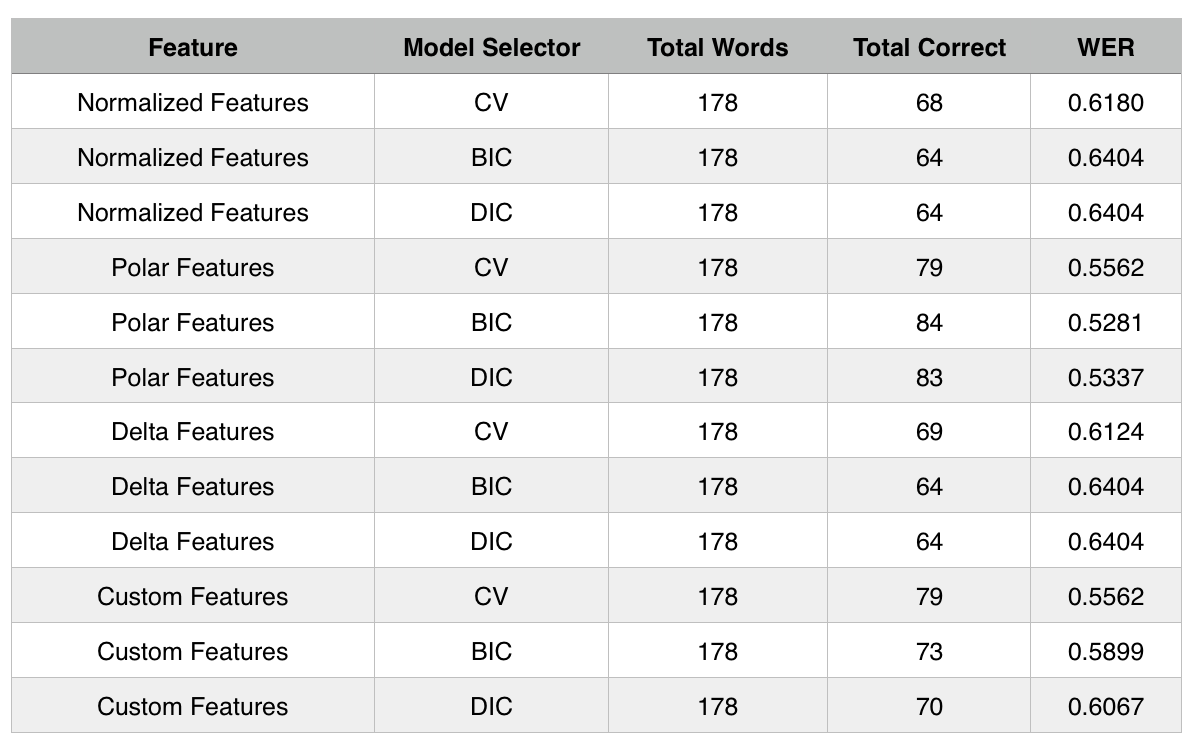 Feature Model Selector Total Words Total Correct WER
Normalized Features CV 178 68 0.6180
Normalized Features BIC 178 64 0.6404
Normalized Features DIC 178 64 0.6404
Polar Features CV 178 79 0.5562
Polar Features BIC 178 84 0.5281
Polar Features DIC 178 83 0.5337
Delta Features CV 178 69 0.6124
Delta Features BIC 178 64 0.6404
Delta Features DIC 178 64 0.6404
Custom Features CV 178 79 0.5562
Custom Features BIC 178 73 0.5899
Custom Features DIC 178 70 0.6067